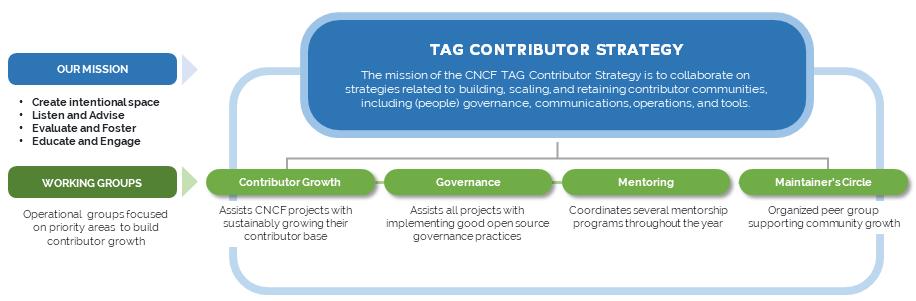 TAG CONTRIBUTOR STRATEGY
The mission of the CNCF TAG Contributor Strategy is to collaborate on
strategies related to building, scaling, and retaining contributor communities,
including (people) governance, communications, operations, and tools.
OUR MISSION
• Create intentional space
• Listen and Advise
• Evaluate and Foster
• Educate and Engage
WORKING GROUPS
Operational groups focused
on priority areas to build
contributor growth
Contributor Growth
Assists CNCF projects with
sustainably growing their
contributor base
Governance
Assists all projects with
implementing good open source
governance practices
Mentoring
Coordinates several mentorship
programs throughout the year
Maintainer's Circle
Organized peer group
supporting community growth